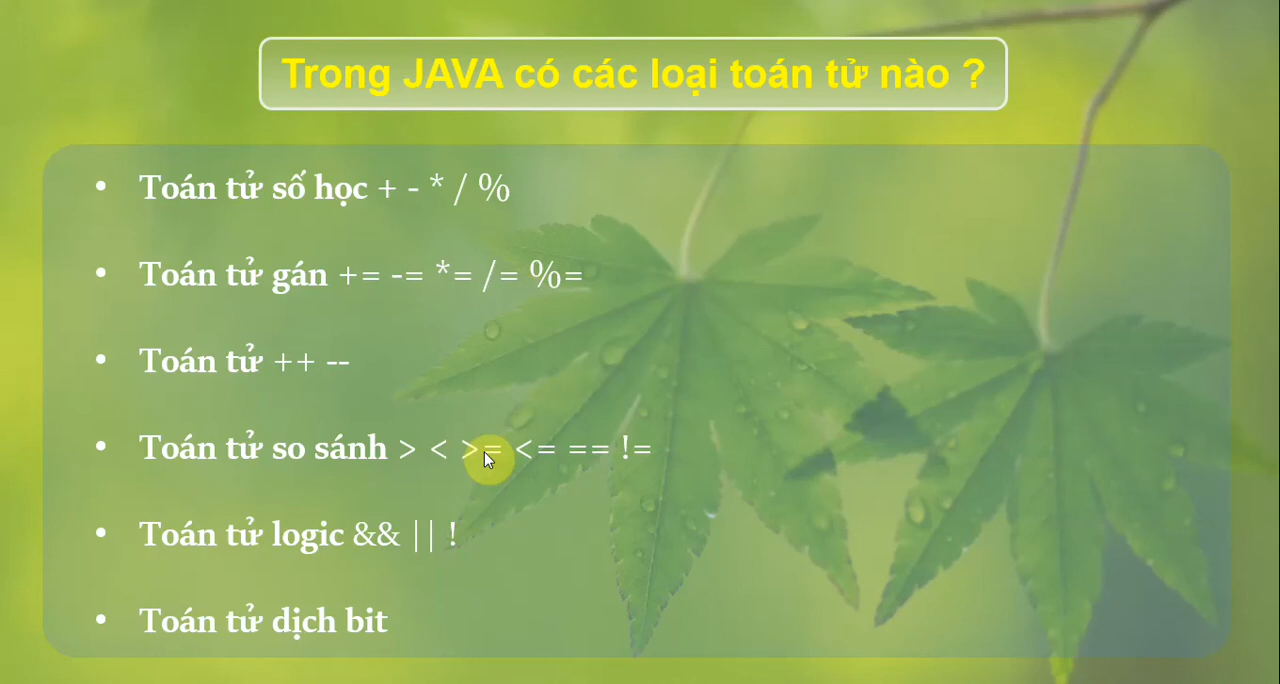 Trong JAVA có các loại toán tử nào ?
• Toán tử số học + - * / %
• Toán tử gán += -= *= /= %=
• Toán tử ++ --
• Toán tử so sánh > < >= <= == !=
• Toán tử logic && || !
• Toán tử dịch bit